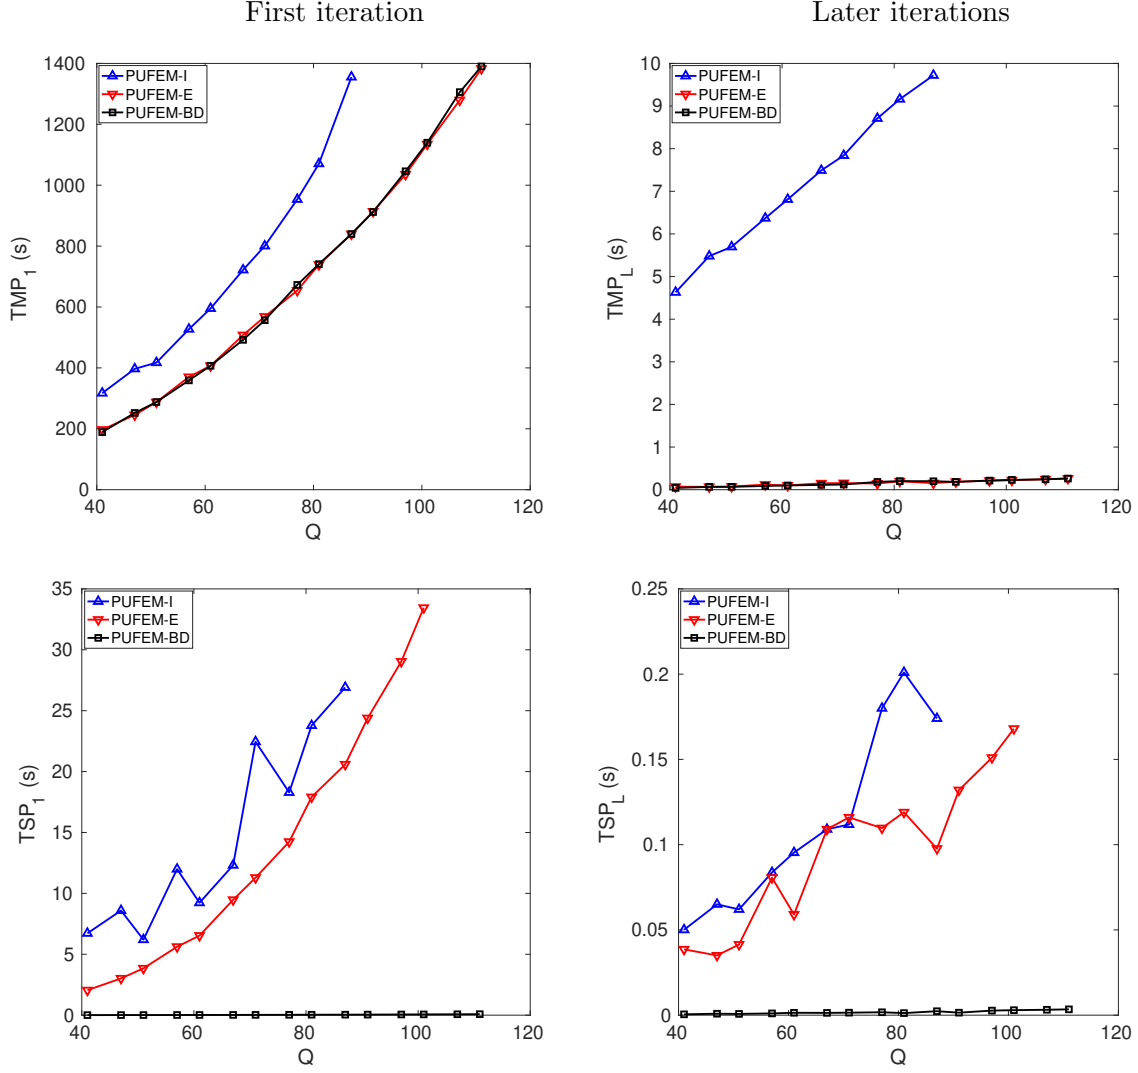 First iteration
Later iterations
1400
1200
1000
800
600
400
200
0
40
60
80
100
120
Q
TMP1 (s)
PUFEM-I
PUFEM-E
PUFEM-BD
10
9
8
7
6
5
4
3
2
1
0
40
60
80
100
120
Q
TMPL (s)
PUFEM-I
PUFEM-E
PUFEM-BD
35
30
25
20
15
10
5
0
40
60
80
100
120
Q
TSP1 (s)
PUFEM-I
PUFEM-E
PUFEM-BD
0.25
0.2
0.15
0.1
0.05
0
40
60
80
100
120
Q
TSPL (s)
PUFEM-I
PUFEM-E
PUFEM-BD